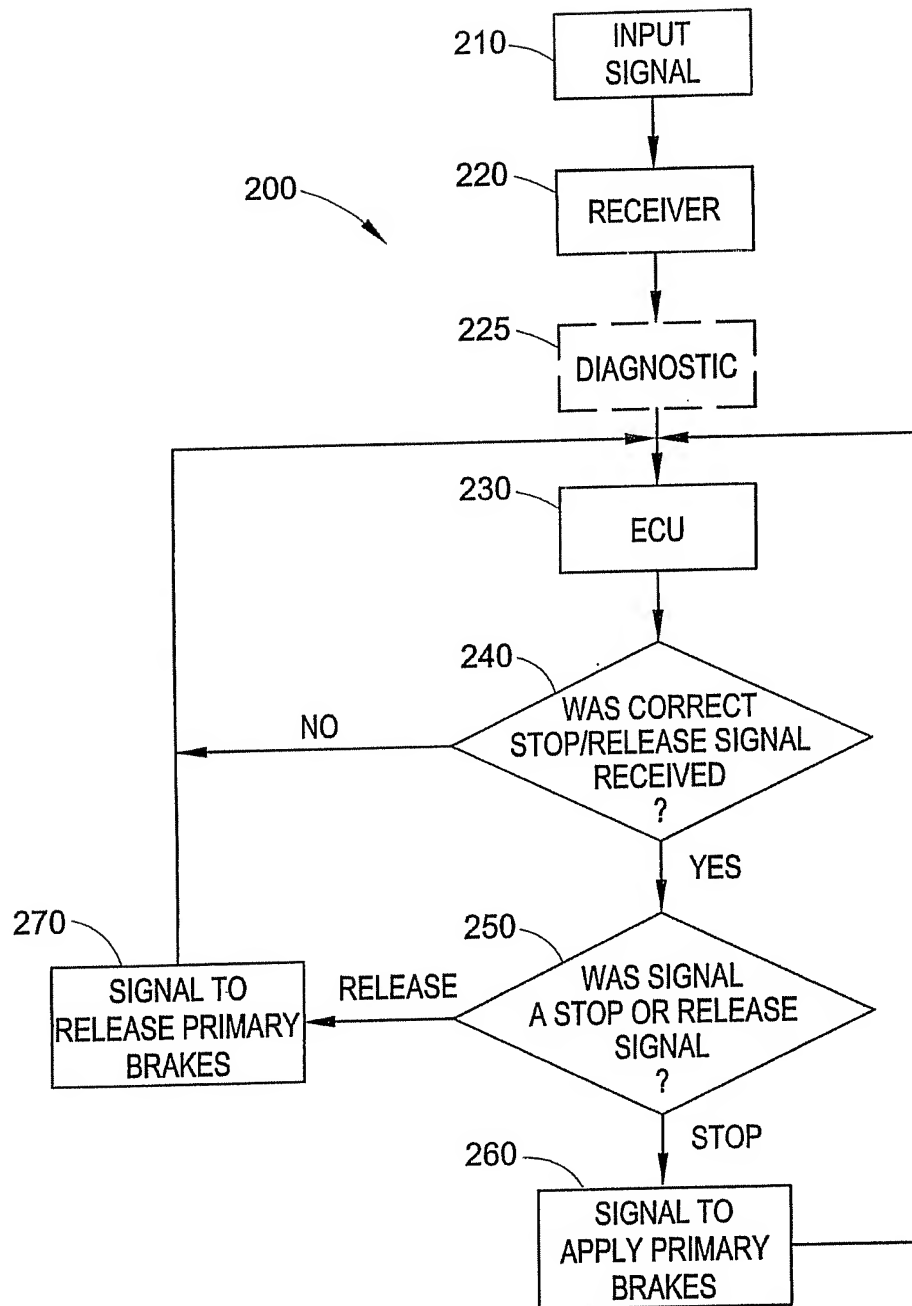 210
INPUT
SIGNAL
200
220
RECEIVER
225
DIAGNOSTIC
230
ECU
240
WAS CORRECT
STOP/RELEASE SIGNAL
RECEIVED
?
NO
YES
270
SIGNAL TO
RELEASE PRIMARY
BRAKES
RELEASE
250
WAS SIGNAL
A STOP OR RELEASE
SIGNAL
?
STOP
260
SIGNAL TO
APPLY PRIMARY
BRAKES